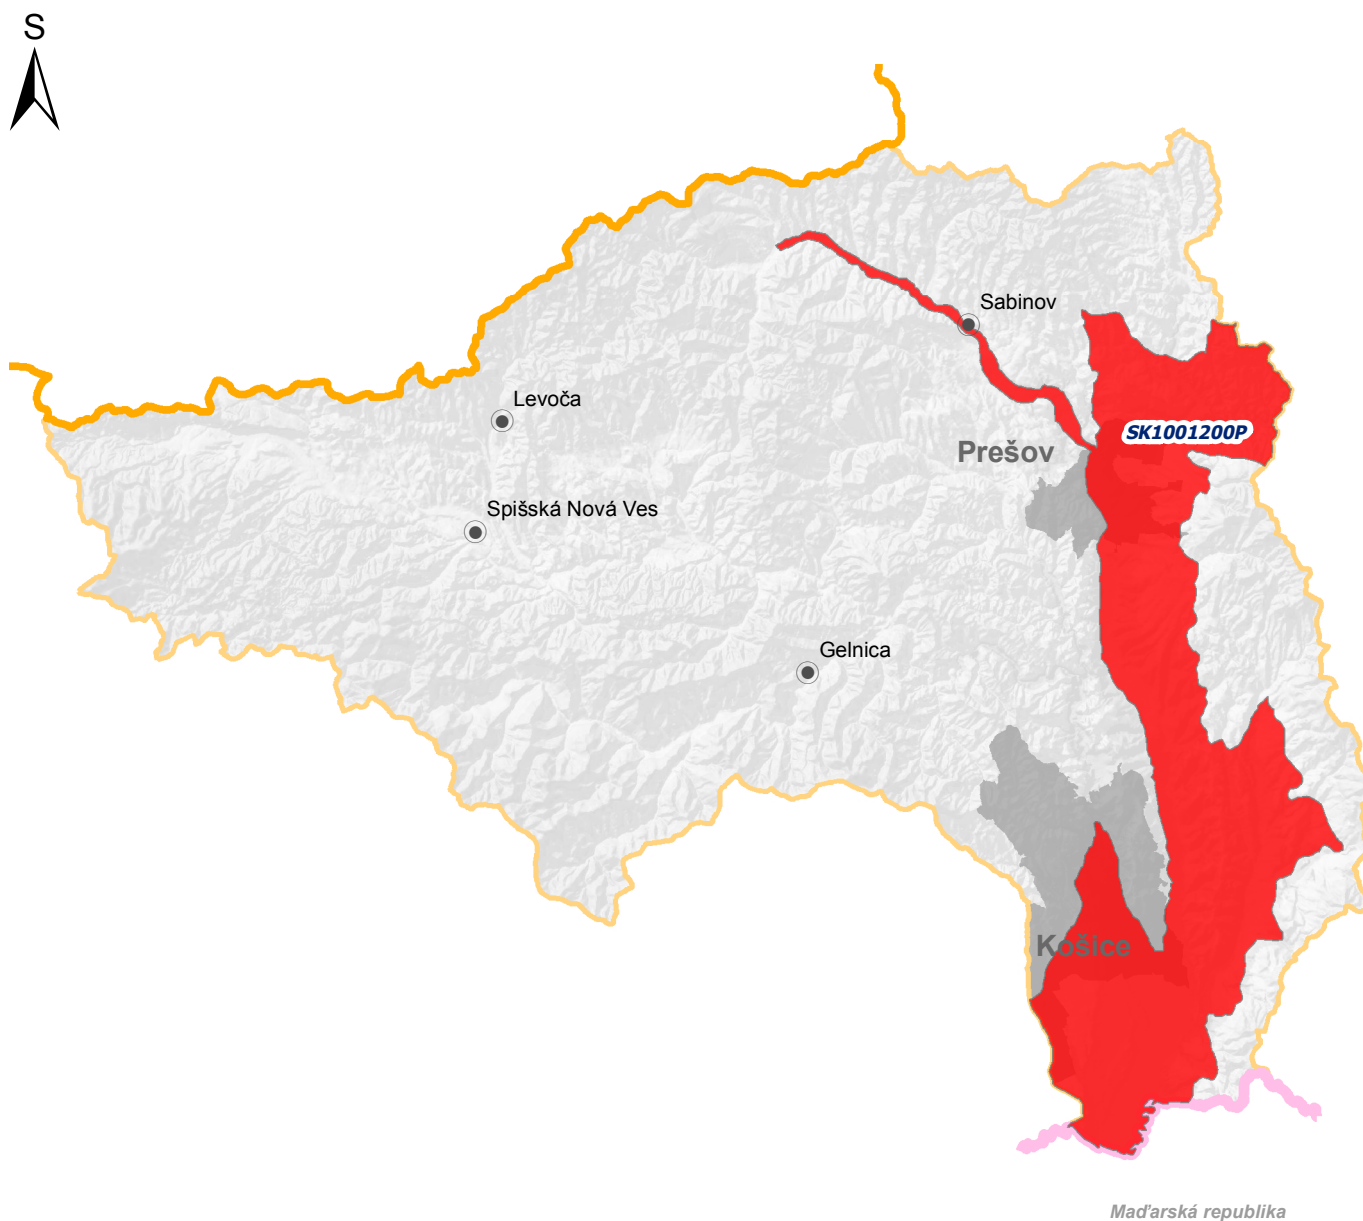 S
Sabinov
Levoča
SK1001200P
Prešov
Spišská Nová Ves
Gelnica
Košice
Maďarská republika